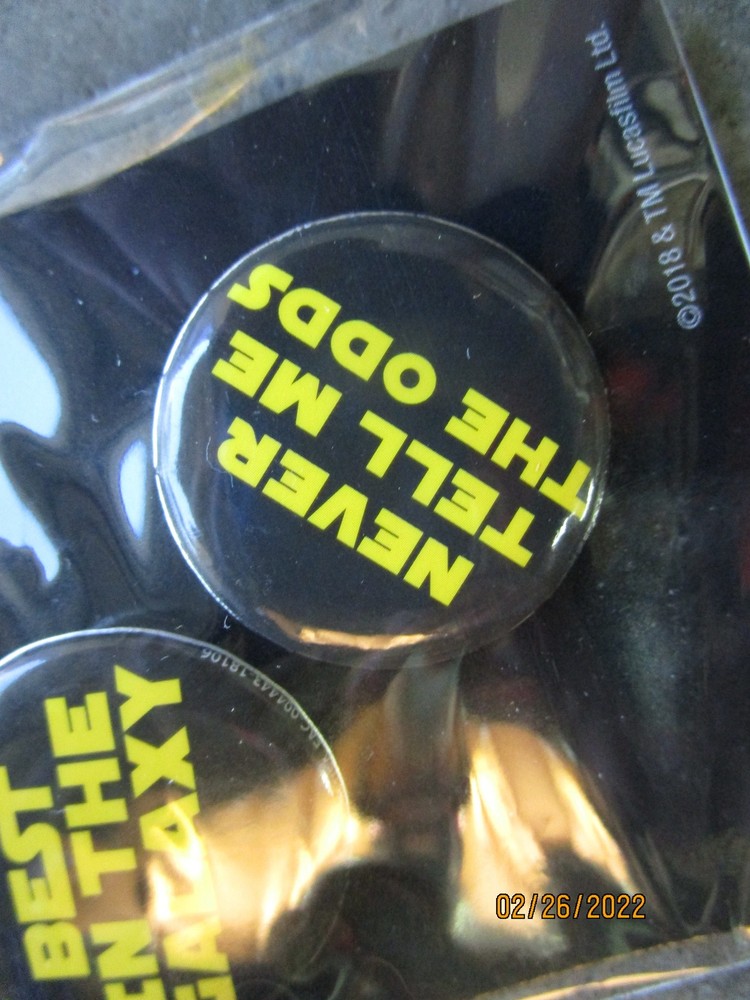 ©2018 & TM Lucasfilm Ltd.
NEVER
TELL ME
THE ODDS
BEST
IN THE
GALAXY
02/26/2022